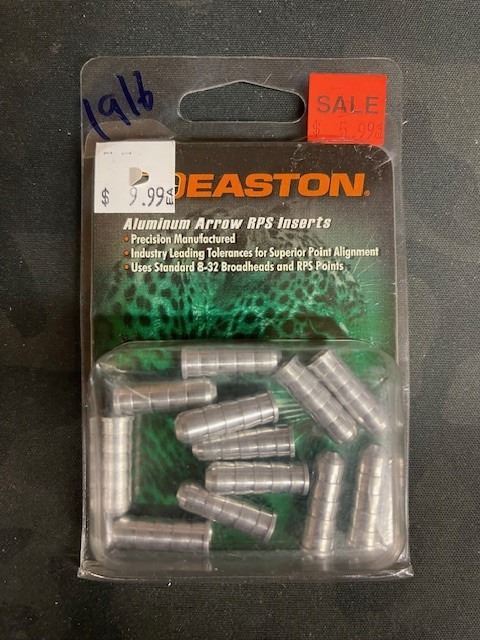 1916
SALE
$ 5.99
$ 9.99 EA
EASTON
Aluminum Arrow RPS Inserts
• Precision Manufactured
• Industry Leading Tolerances for Superior Point Alignment
• Uses Standard 8-32 Broadheads and RPS Points